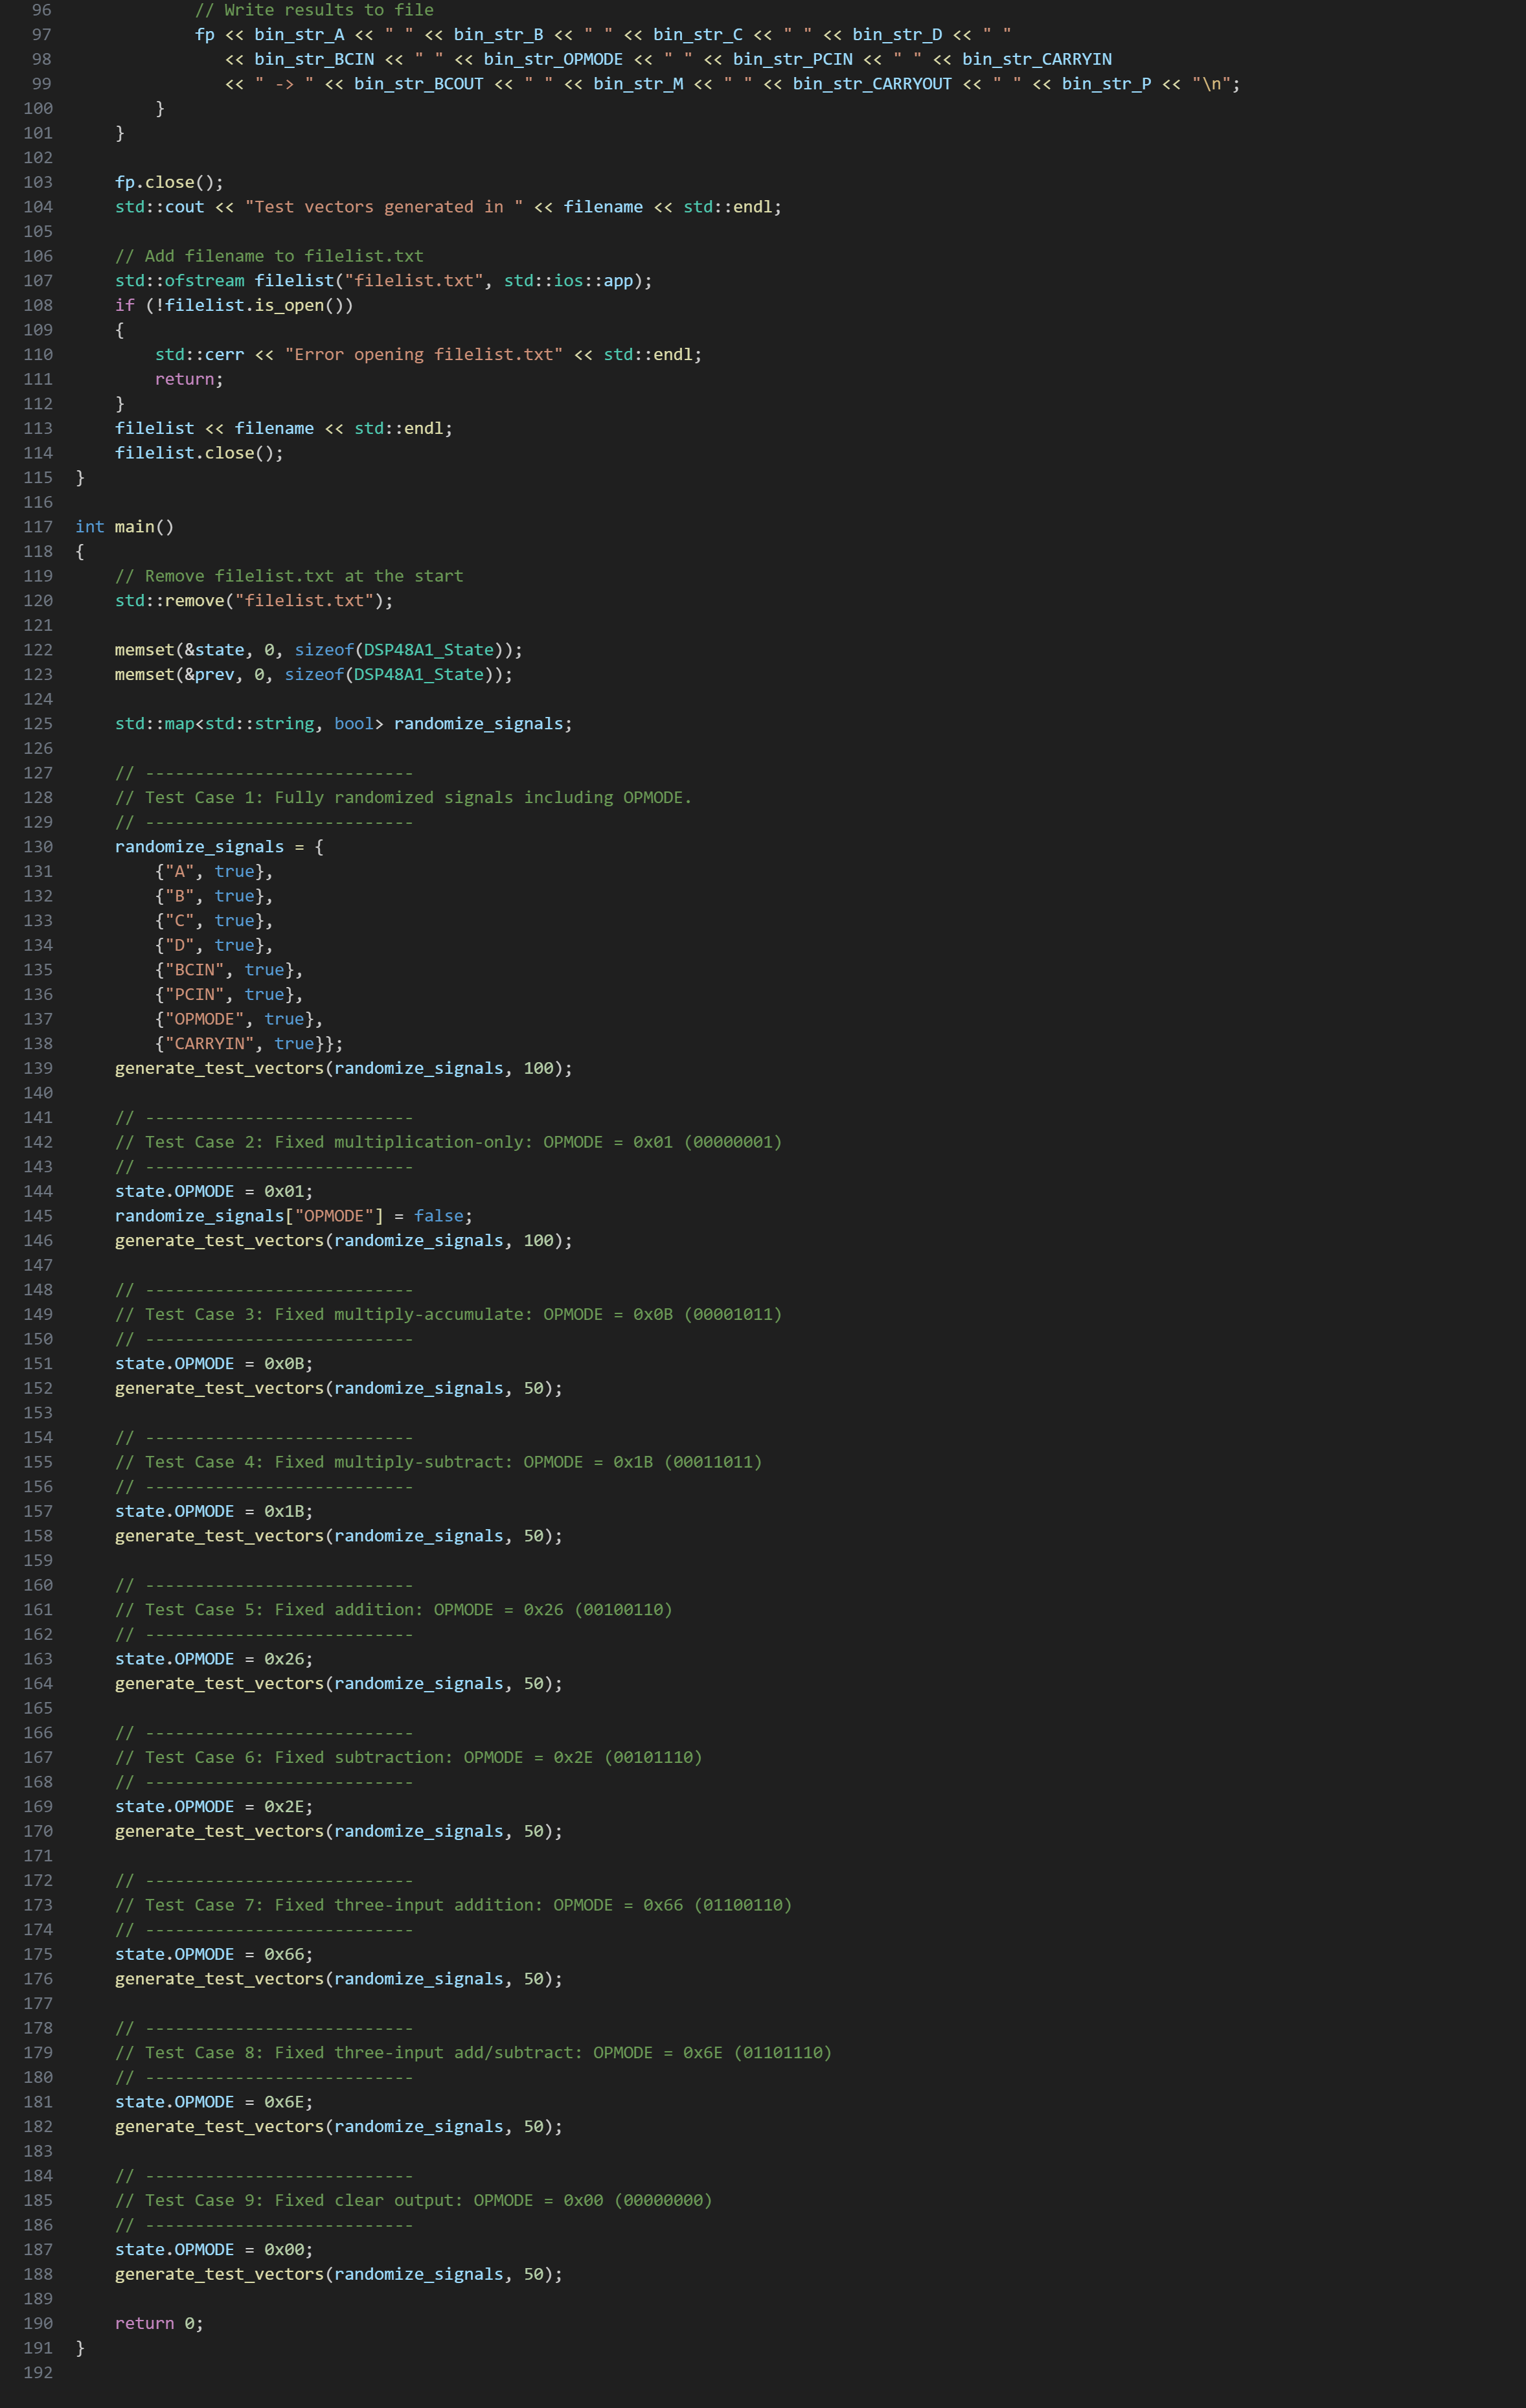 96 // Write results to file
97 fp << bin_str_A << " " << bin_str_B << " " << bin_str_C << " " << bin_str_D << " "
98 << bin_str_BCIN << " " << bin_str_OPMODE << " " << bin_str_PCIN << " " << bin_str_CARRYIN
99 << " -> " << bin_str_BCOUT << " " << bin_str_M << " " << bin_str_CARRYOUT << " " << bin_str_P << "\n";
100 }
101 }
102
103 fp.close();
104 std::cout << "Test vectors generated in " << filename << std::endl;
105
106 // Add filename to filelist.txt
107 std::ofstream filelist("filelist.txt", std::ios::app);
108 if (!filelist.is_open())
109 {
110 std::cerr << "Error opening filelist.txt" << std::endl;
111 return;
112 }
113 filelist << filename << std::endl;
114 filelist.close();
115 }
116
117 int main()
118 {
119 // Remove filelist.txt at the start
120 std::remove("filelist.txt");
121
122 memset(&state, 0, sizeof(DSP48A1_State));
123 memset(&prev, 0, sizeof(DSP48A1_State));
124
125 std::map<std::string, bool> randomize_signals;
126
127 // ---------------------------
128 // Test Case 1: Fully randomized signals including OPMODE.
129 // ---------------------------
130 randomize_signals = {
131 {"A", true},
132 {"B", true},
133 {"C", true},
134 {"D", true},
135 {"BCIN", true},
136 {"PCIN", true},
137 {"OPMODE", true},
138 {"CARRYIN", true}};
139 generate_test_vectors(randomize_signals, 100);
140
141 // ---------------------------
142 // Test Case 2: Fixed multiplication-only: OPMODE = 0x01 (00000001)
143 // ---------------------------
144 state.OPMODE = 0x01;
145 randomize_signals["OPMODE"] = false;
146 generate_test_vectors(randomize_signals, 100);
147
148 // ---------------------------
149 // Test Case 3: Fixed multiply-accumulate: OPMODE = 0x0B (00001011)
150 // ---------------------------
151 state.OPMODE = 0x0B;
152 generate_test_vectors(randomize_signals, 50);
153
154 // ---------------------------
155 // Test Case 4: Fixed multiply-subtract: OPMODE = 0x1B (00011011)
156 // ---------------------------
157 state.OPMODE = 0x1B;
158 generate_test_vectors(randomize_signals, 50);
159
160 // ---------------------------
161 // Test Case 5: Fixed addition: OPMODE = 0x26 (00100110)
162 // ---------------------------
163 state.OPMODE = 0x26;
164 generate_test_vectors(randomize_signals, 50);
165
166 // ---------------------------
167 // Test Case 6: Fixed subtraction: OPMODE = 0x2E (00101110)
168 // ---------------------------
169 state.OPMODE = 0x2E;
170 generate_test_vectors(randomize_signals, 50);
171
172 // ---------------------------
173 // Test Case 7: Fixed three-input addition: OPMODE = 0x66 (01100110)
174 // ---------------------------
175 state.OPMODE = 0x66;
176 generate_test_vectors(randomize_signals, 50);
177
178 // ---------------------------
179 // Test Case 8: Fixed three-input add/subtract: OPMODE = 0x6E (01101110)
180 // ---------------------------
181 state.OPMODE = 0x6E;
182 generate_test_vectors(randomize_signals, 50);
183
184 // ---------------------------
185 // Test Case 9: Fixed clear output: OPMODE = 0x00 (00000000)
186 // ---------------------------
187 state.OPMODE = 0x00;
188 generate_test_vectors(randomize_signals, 50);
189
190 return 0;
191 }
192